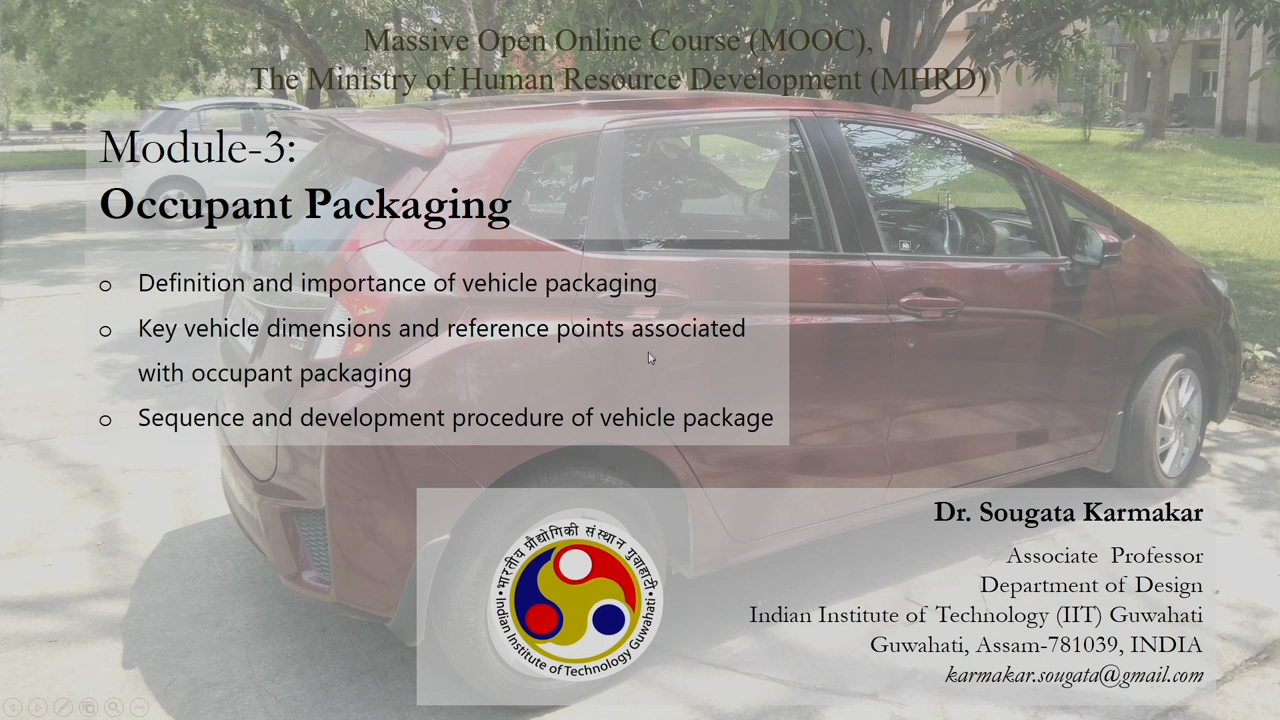 Massive Open Online Course (MOOC),
The Ministry of Human Resource Development (MHRD)
Module-3:
Occupant Packaging
o Definition and importance of vehicle packaging
o Key vehicle dimensions and reference points associated
with occupant packaging
o Sequence and development procedure of vehicle package
Dr. Sougata Karmakar
Associate Professor
Department of Design
Indian Institute of Technology (IIT) Guwahati
Guwahati, Assam-781039, INDIA
karmakar.sougata@gmail.com
भारतीय प्रौद्योगिकी संस्थान गुवाहाटी
Indian Institute of Technology Guwahati